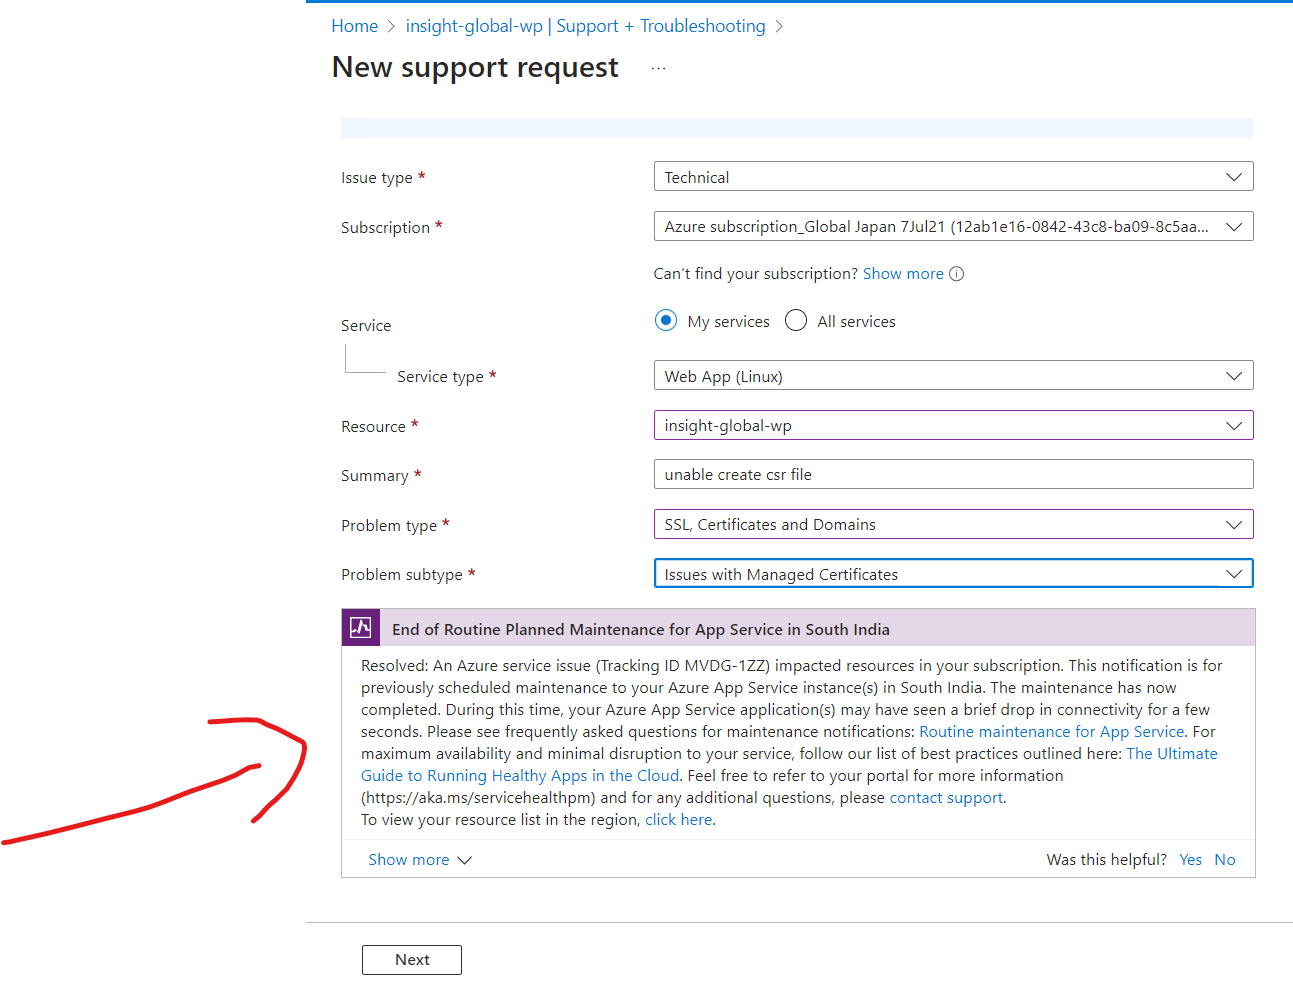 Home > insight-global-wp | Support + Troubleshooting >
New support request ...
Issue type * Technical
Subscription * Azure subscription_Global Japan 7Jul21 (12ab1e16-0842-43c8-ba09-8c5aa...
Can't find your subscription? Show more
Service My services All services
Service type * Web App (Linux)
Resource * insight-global-wp
Summary * unable create csr file
Problem type * SSL, Certificates and Domains
Problem subtype * Issues with Managed Certificates
End of Routine Planned Maintenance for App Service in South India
Resolved: An Azure service issue (Tracking ID MVDG-1ZZ) impacted resources in your subscription. This notification is for
previously scheduled maintenance to your Azure App Service instance(s) in South India. The maintenance has now
completed. During this time, your Azure App Service application(s) may have seen a brief drop in connectivity for a few
seconds. Please see frequently asked questions for maintenance notifications: Routine maintenance for App Service. For
maximum availability and minimal disruption to your service, follow our list of best practices outlined here: The Ultimate
Guide to Running Healthy Apps in the Cloud. Feel free to refer to your portal for more information
(https://aka.ms/servicehealthpm) and for any additional questions, please contact support.
To view your resource list in the region, click here.
Show more Was this helpful? Yes No
Next